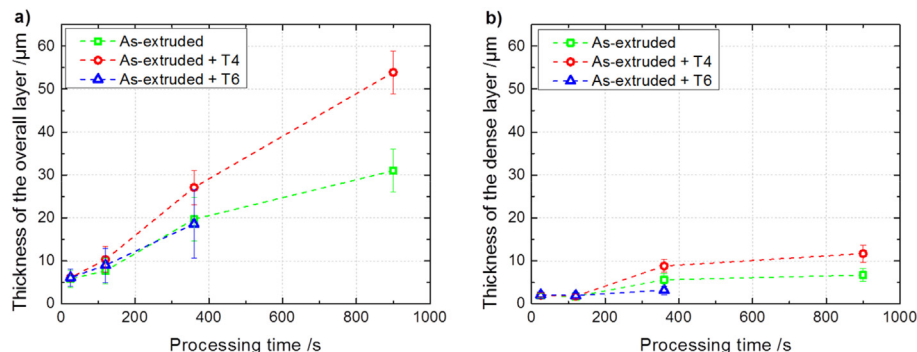 a)
Thickness of the overall layer /µm
60
50
40
30
20
10
0
As-extruded
As-extruded + T4
As-extruded + T6
0 200 400 600 800 1000
Processing time /s
b)
Thickness of the dense layer /µm
60
50
40
30
20
10
0
As-extruded
As-extruded + T4
As-extruded + T6
0 200 400 600 800 1000
Processing time /s